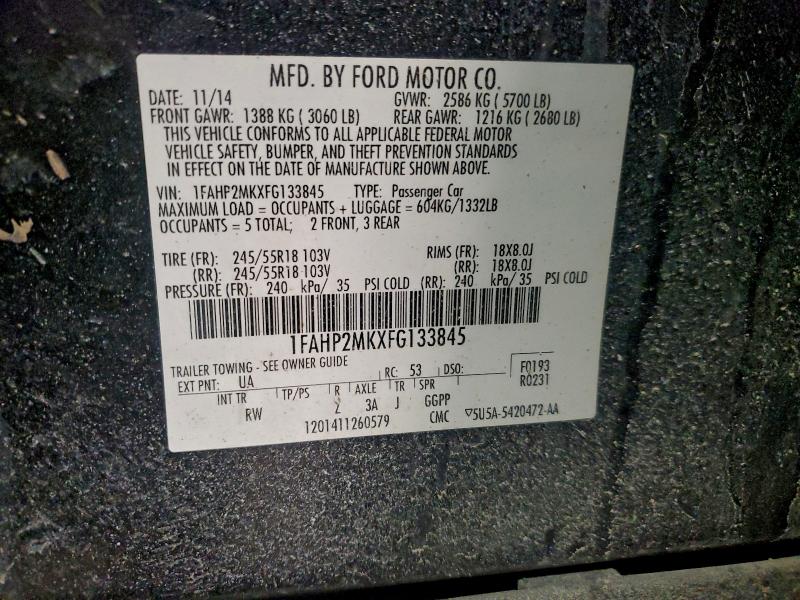 MFD. BY FORD MOTOR CO.
DATE: 11/14 GVWR: 2586 KG ( 5700 LB)
FRONT GAWR: 1388 KG ( 3060 LB) REAR GAWR: 1216 KG ( 2680 LB)
THIS VEHICLE CONFORMS TO ALL APPLICABLE FEDERAL MOTOR
VEHICLE SAFETY, BUMPER, AND THEFT PREVENTION STANDARDS
IN EFFECT ON THE DATE OF MANUFACTURE SHOWN ABOVE.
VIN: 1FAHP2MKXFG133845 TYPE: Passenger Car
MAXIMUM LOAD = OCCUPANTS + LUGGAGE = 604KG/1332LB
OCCUPANTS = 5 TOTAL; 2 FRONT, 3 REAR
TIRE (FR): 245/55R18 103V RIMS (FR): 18X8.0J
(RR): 245/55R18 103V (RR): 18X8.0J
PRESSURE (FR): 240 kPa/ 35 PSI COLD (RR): 240 kPa/ 35 PSI COLD
1FAHP2MKXFG133845
TRAILER TOWING - SEE OWNER GUIDE
EXT PNT: UA RC: 53 DSO: F0193
R0231
INT TR TP/PS R AXLE TR SPR
RW 2 3A J GGPP
1201411260579 CMC ▽5U5A-5420472-AA